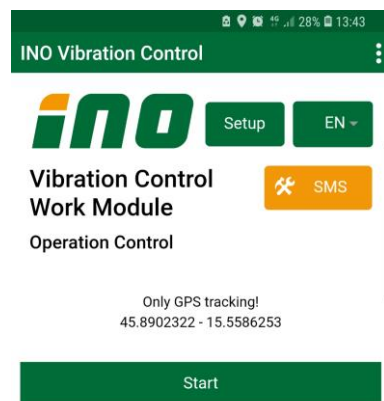 4G 28% 13:43
INO Vibration Control
ino
Setup
EN
Vibration Control
Work Module
SMS
Operation Control
Only GPS tracking!
45.8902322 - 15.5586253
Start